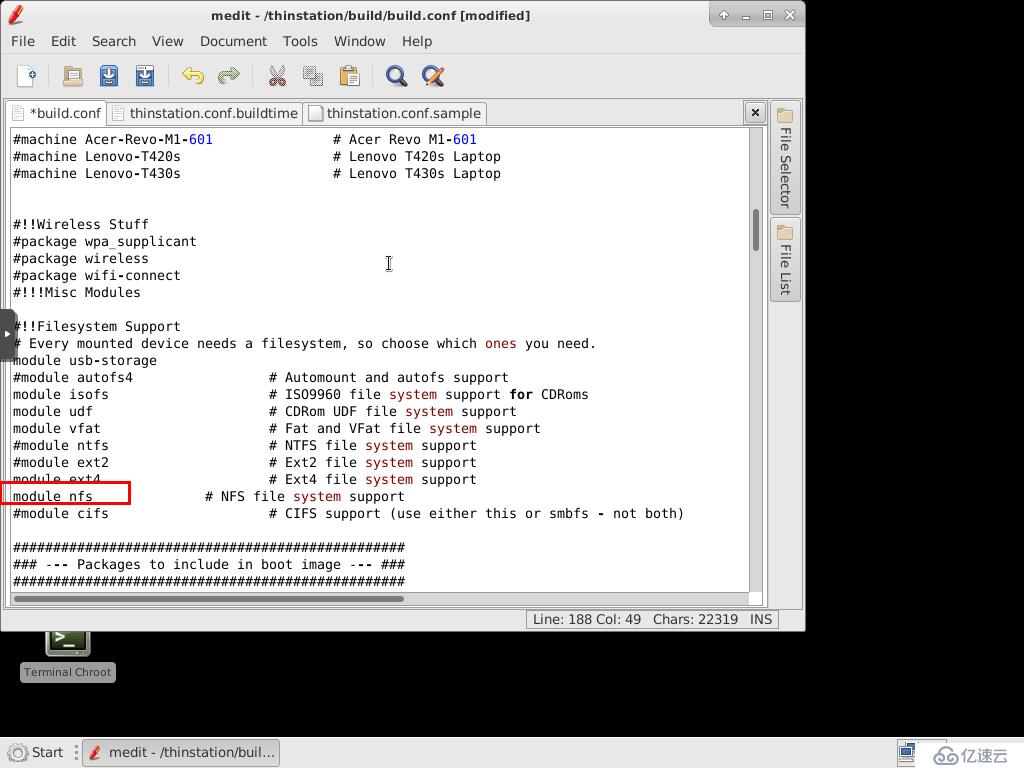 medit - /thinstation/build/build.conf [modified]
File Edit Search View Document Tools Window Help
*build.conf thinstation.conf.buildtime thinstation.conf.sample
#machine Acer-Revo-M1-601 # Acer Revo M1-601
#machine Lenovo-T420s # Lenovo T420s Laptop
#machine Lenovo-T430s # Lenovo T430s Laptop
#!!Wireless Stuff
#package wpa_supplicant
#package wireless
#package wifi-connect
#!!!Misc Modules
#!!Filesystem Support
# Every mounted device needs a filesystem, so choose which ones you need.
module usb-storage
#module autofs4 # Automount and autofs support
module isofs # ISO9960 file system support for CDRoms
module udf # CDRom UDF file system support
module vfat # Fat and VFat file system support
#module ntfs # NTFS file system support
#module ext2 # Ext2 file system support
module ext4 # Ext4 file system support
module nfs # NFS file system support
#module cifs # CIFS support (use either this or smbfs - not both)
#################################################
### --- Packages to include in boot image --- ###
#################################################
File Selector
File List
Line: 188 Col: 49 Chars: 22319 INS
Terminal Chroot
Start medit - /thinstation/buil...
亿速云